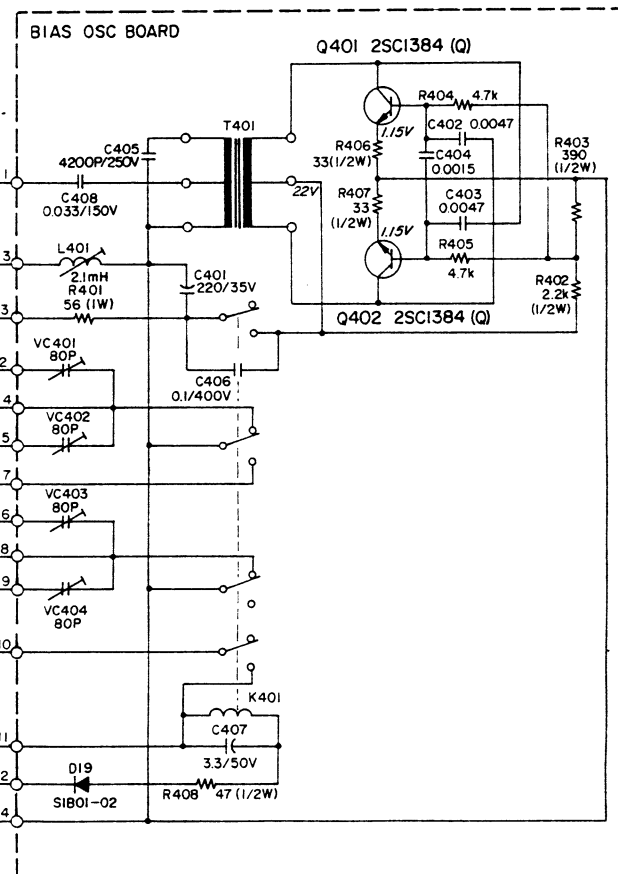 BIAS OSC BOARD
Q401 2SC1384 (Q)
R404 4.7k
T401
1.15V
C402 0.0047
C405
4200P/250V
R406
33(1/2W)
C404
0.0015
R403
390
(1/2W)
1
C408
0.033/150V
22V
R407
33
(1/2W)
C403
0.0047
1.15V
R405
4.7k
3
L401
2.1mH
R401
56 (1W)
C401
220/35V
R402
2.2k
(1/2W)
3
Q402 2SC1384 (Q)
VC401
80P
2
C406
0.1/400V
4
VC402
80P
5
7
VC403
80P
6
8
9
VC404
80P
10
K401
C407
3.3/50V
11
D19
S1B01-02
2
R408 47 (1/2W)
4